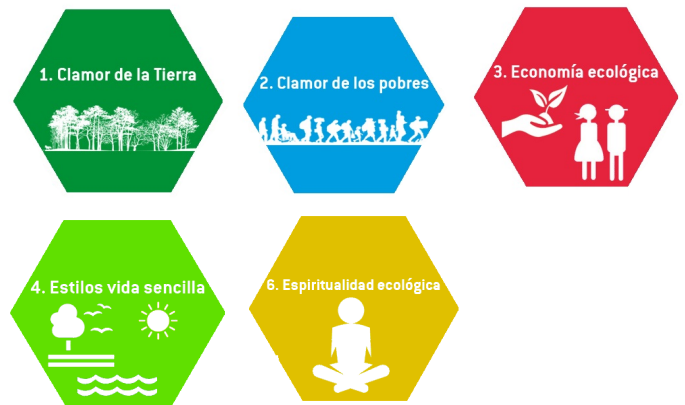 1. Clamor de la Tierra
2. Clamor de los pobres
3. Economía ecológica
4. Estilos vida sencilla
6. Espiritualidad ecológica